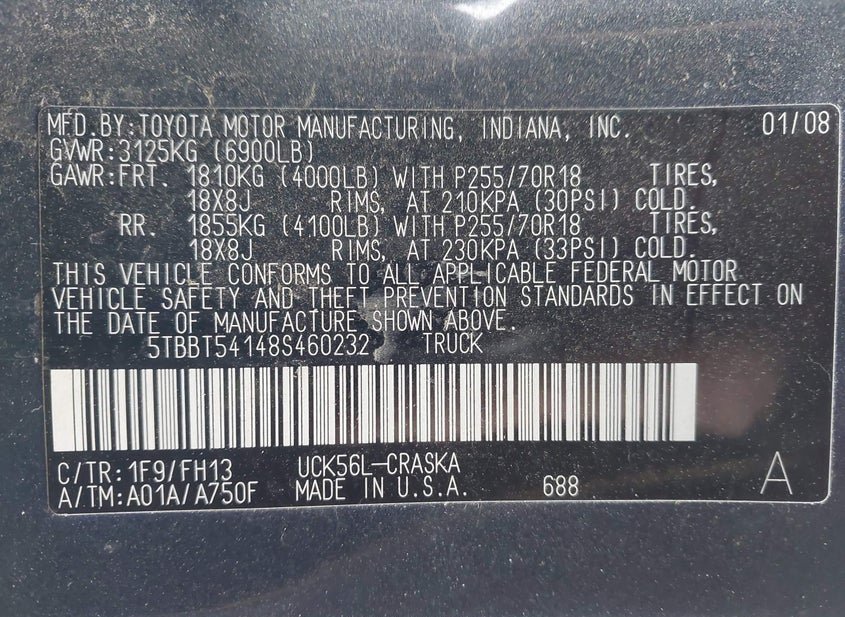 MFD.BY:TOYOTA MOTOR MANUFACTURING, INDIANA, INC. 01/08
GVWR:3125KG (6900LB)
GAWR:FRT. 1810KG (4000LB) WITH P255/70R18 TIRES,
18X8J RIMS, AT 210KPA (30PSI) COLD.
RR. 1855KG (4100LB) WITH P255/70R18 TIRES,
18X8J RIMS, AT 230KPA (33PSI) COLD.
THIS VEHICLE CONFORMS TO ALL APPLICABLE FEDERAL MOTOR
VEHICLE SAFETY AND THEFT PREVENTION STANDARDS IN EFFECT ON
THE DATE OF MANUFACTURE SHOWN ABOVE.
5TBBT54148S460232 TRUCK
C/TR:1F9/FH13 UCK56L-CRASKA
A/TM:A01A/A750F MADE IN U.S.A. 688 A